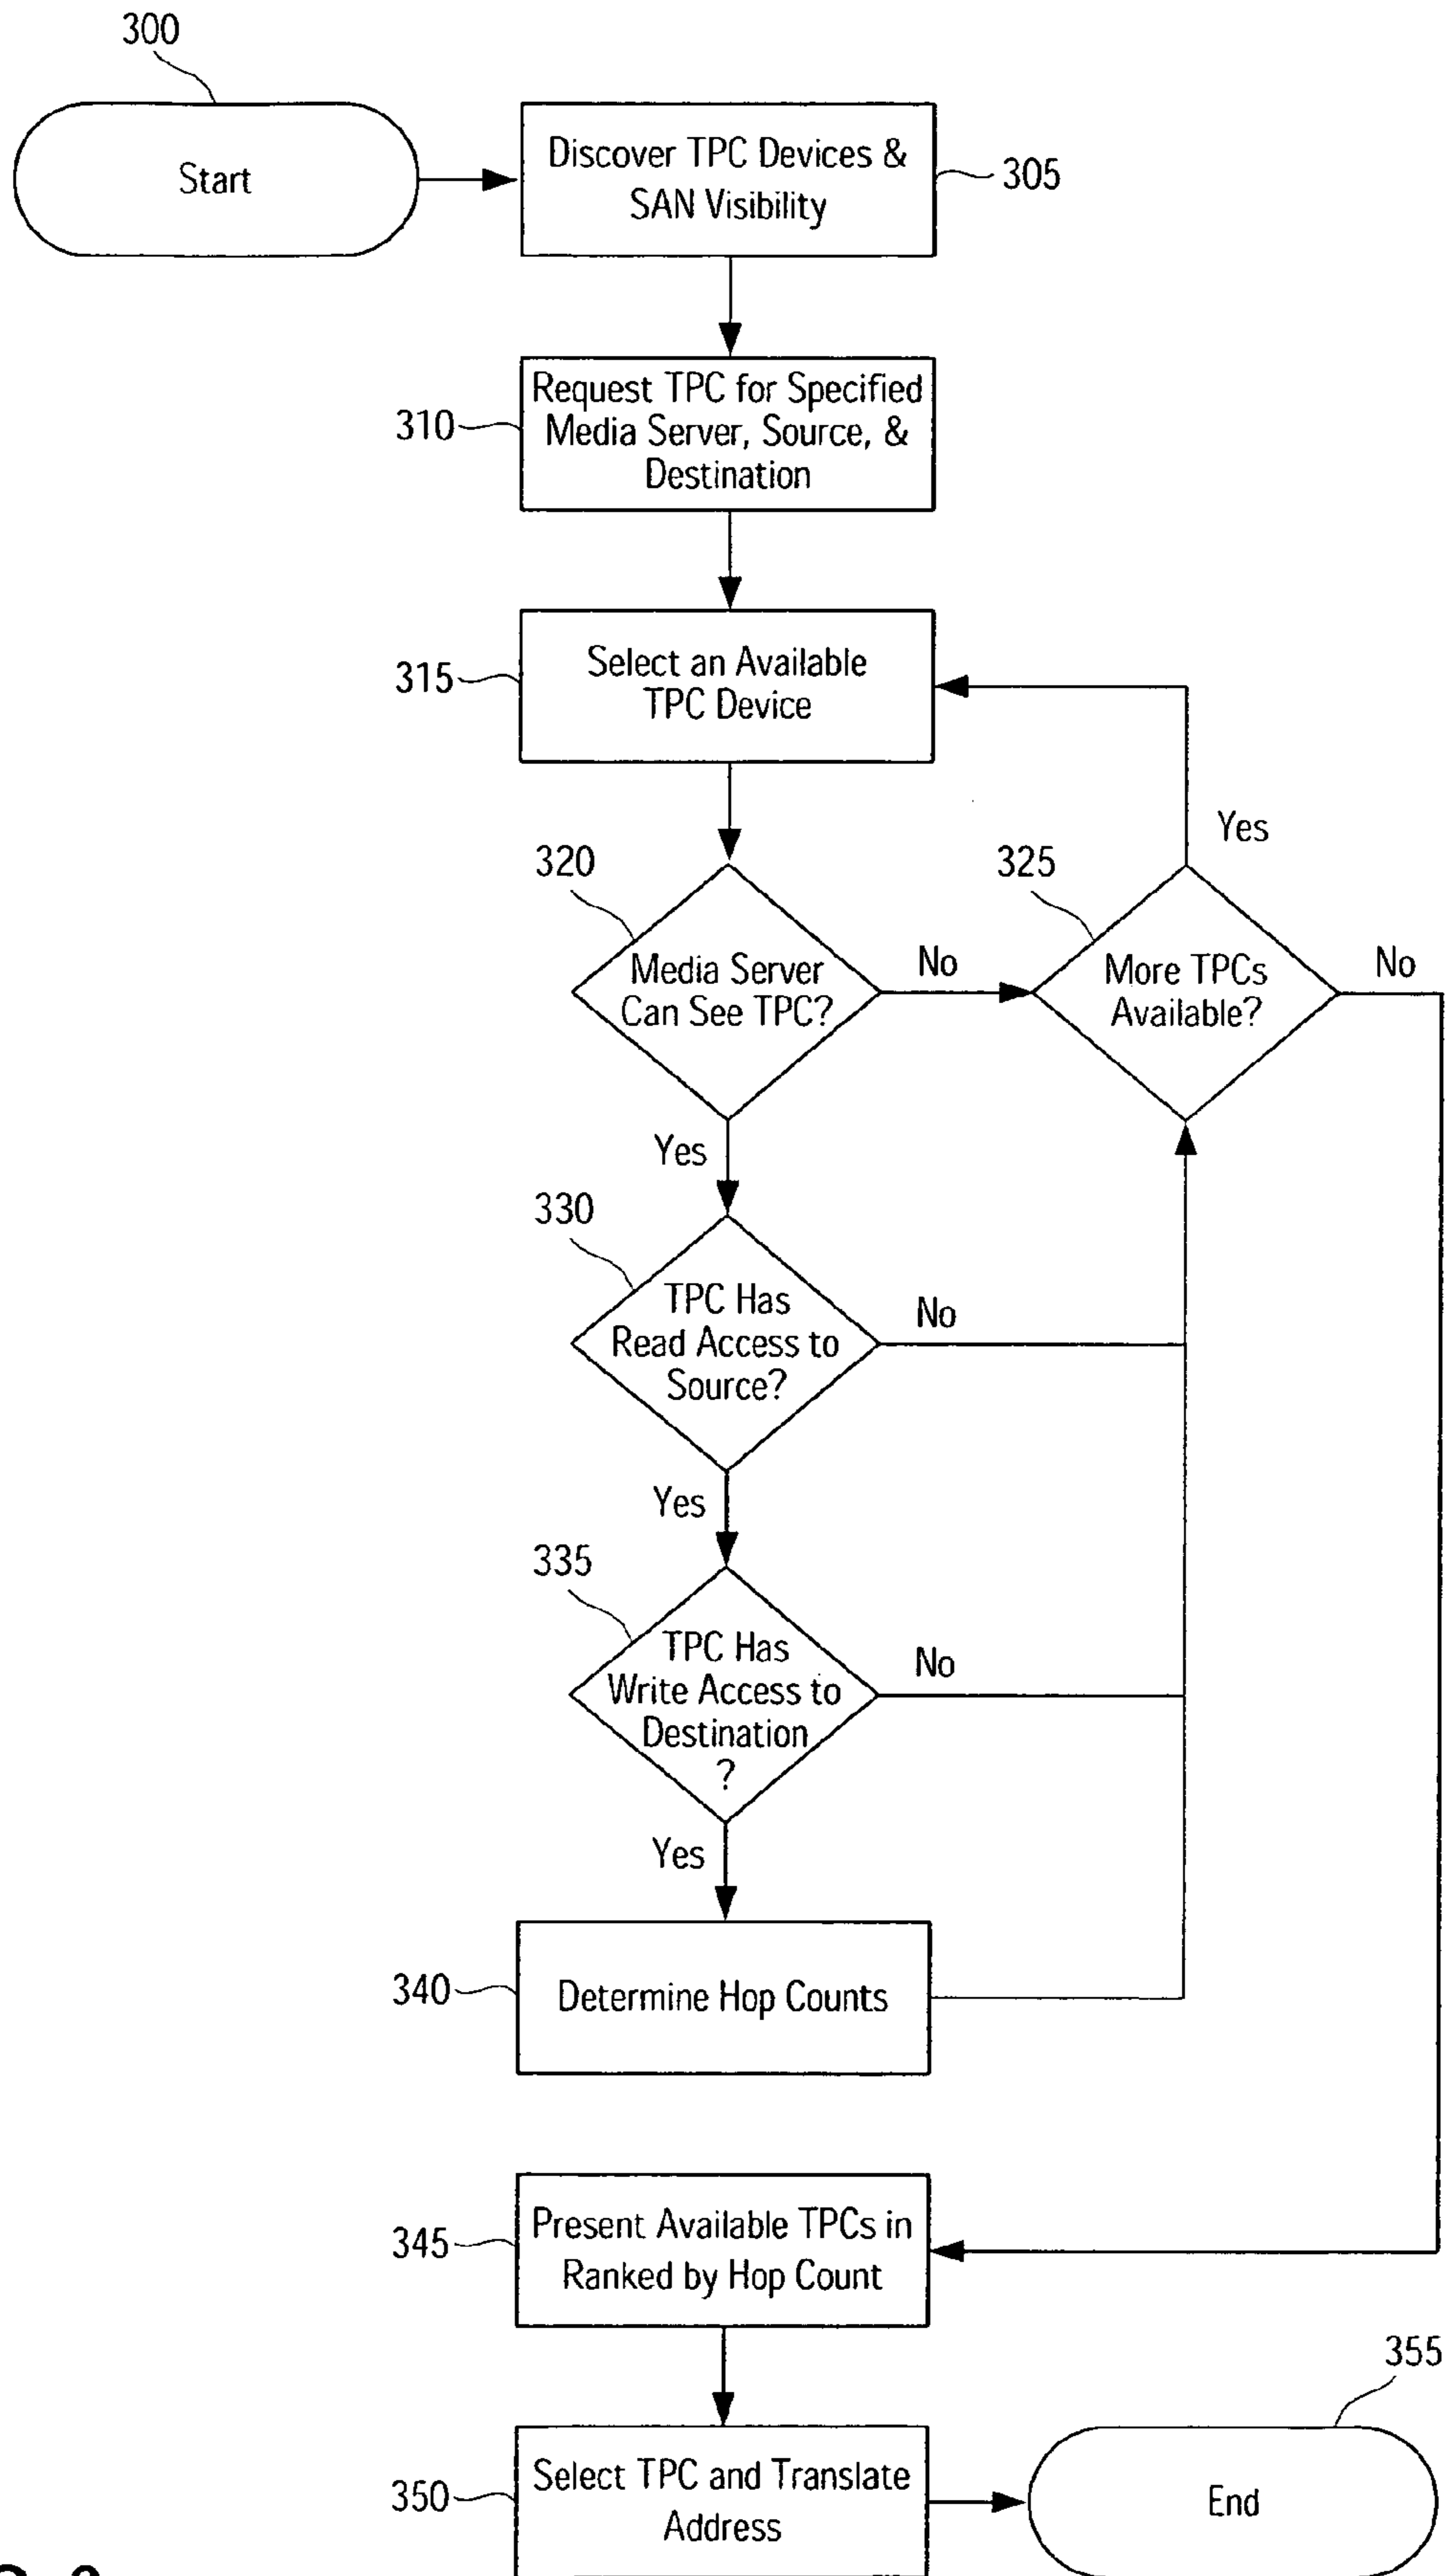 300
Start
Discover TPC Devices &
SAN Visibility
305
310
Request TPC for Specified
Media Server, Source, &
Destination
315
Select an Available
TPC Device
Yes
320
325
Media Server
Can See TPC?
No
More TPCs
Available?
No
Yes
330
TPC Has
Read Access to
Source?
No
Yes
335
TPC Has
Write Access to
Destination
?
No
Yes
340
Determine Hop Counts
345
Present Available TPCs in
Ranked by Hop Count
355
350
Select TPC and Translate
Address
End